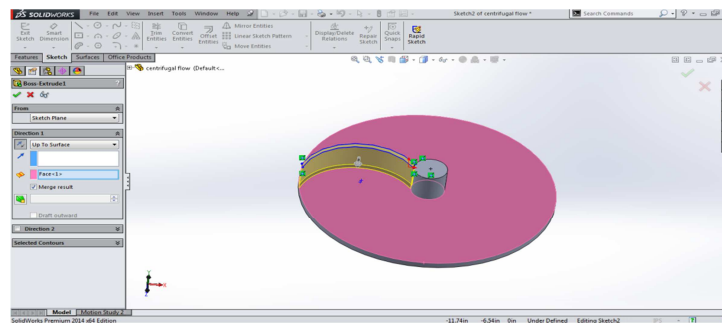 SOLIDWORKS File Edit View Insert Tools Window Help Sketch2 of centrifugal flow * Search Commands
Exit Sketch Smart Dimension Trim Entities Convert Entities Offset Entities Mirror Entities Linear Sketch Pattern Move Entities Display/Delete Relations Repair Sketch Quick Snaps Rapid Sketch
Features Sketch Surfaces Office Products
centrifugal flow (Default<...
Boss-Extrude1 ?
From
Sketch Plane
Direction 1
Up To Surface
Face<1>
Merge result
Draft outward
Direction 2
Selected Contours
Model Motion Study 2
SolidWorks Premium 2014 x64 Edition -11.74in -6.54in 0in Under Defined Editing Sketch2